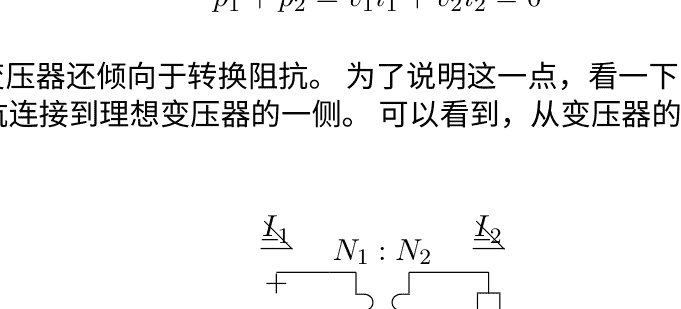 p₁ + p₂ = v₁i₁ + v₂i₂ = 0
压器还倾向于转换阻抗。 为了说明这一点，看一下
连接到理想变压器的一侧。 可以看到，从变压器的
I₁ I₂
N₁ : N₂
+